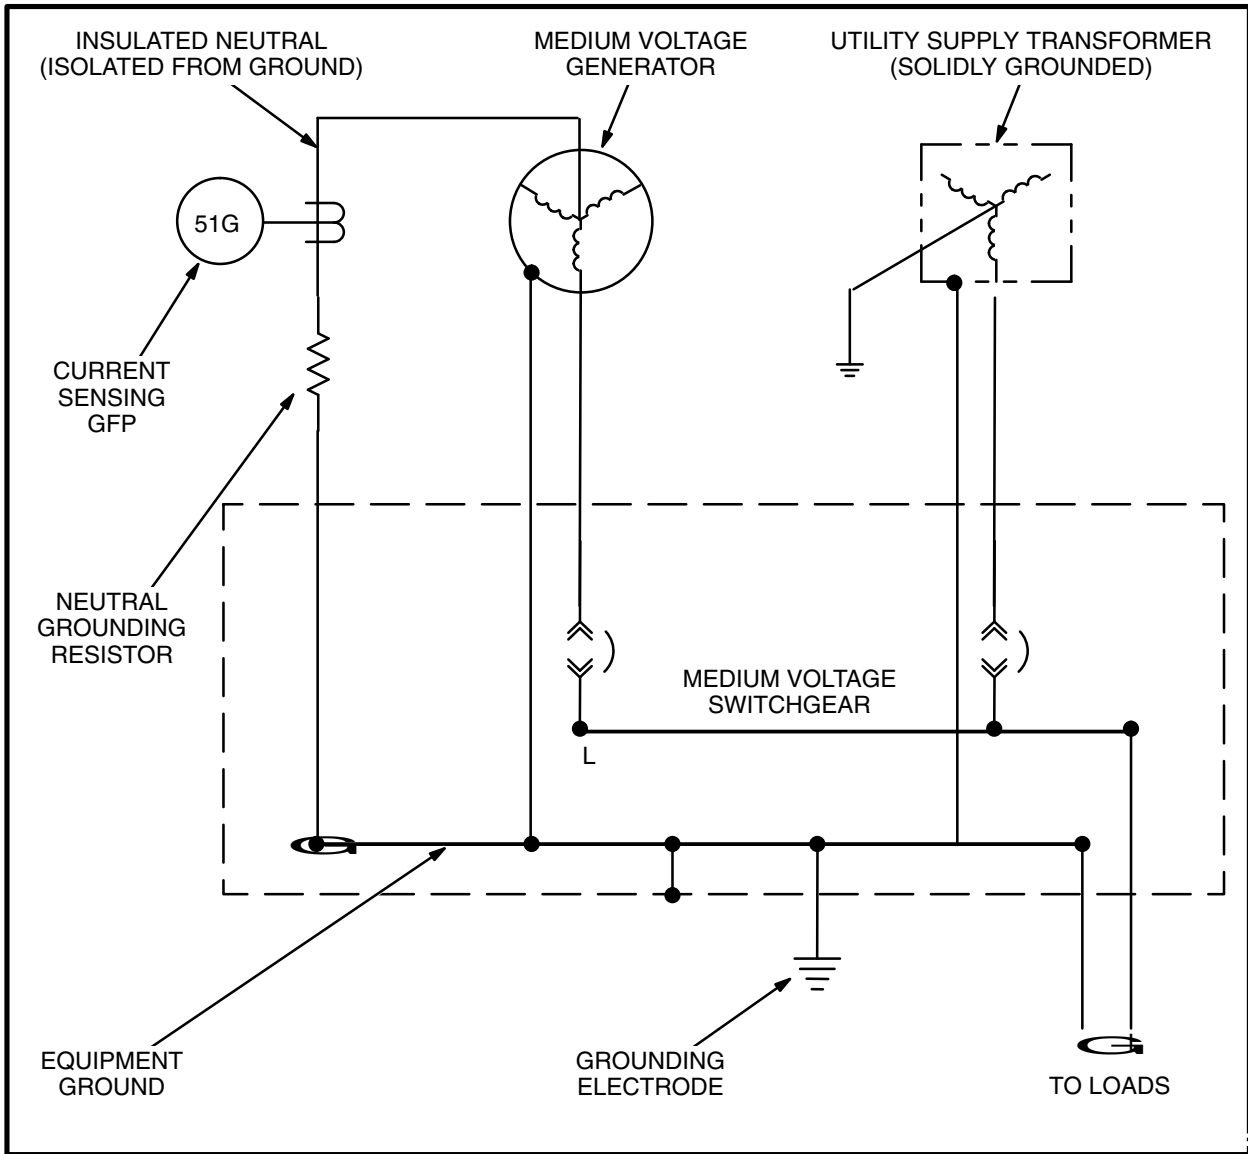 INSULATED NEUTRAL
(ISOLATED FROM GROUND)
MEDIUM VOLTAGE
GENERATOR
UTILITY SUPPLY TRANSFORMER
(SOLIDLY GROUNDED)
51G
CURRENT
SENSING
GFP
NEUTRAL
GROUNDING
RESISTOR
MEDIUM VOLTAGE
SWITCHGEAR
L
G
EQUIPMENT
GROUND
GROUNDING
ELECTRODE
G
TO LOADS